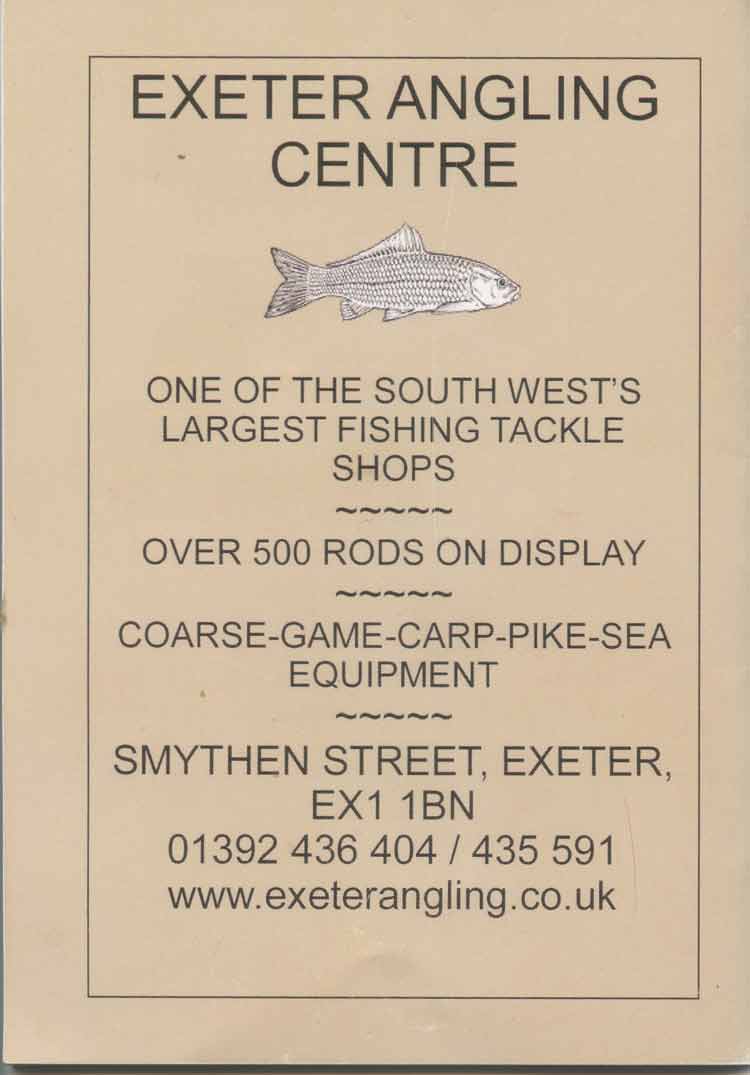 EXETER ANGLING
CENTRE
ONE OF THE SOUTH WEST'S
LARGEST FISHING TACKLE
SHOPS
~~~~~
OVER 500 RODS ON DISPLAY
~~~~~
COARSE-GAME-CARP-PIKE-SEA
EQUIPMENT
~~~~~
SMYTHEN STREET, EXETER,
EX1 1BN
01392 436 404 / 435 591
www.exeterangling.co.uk